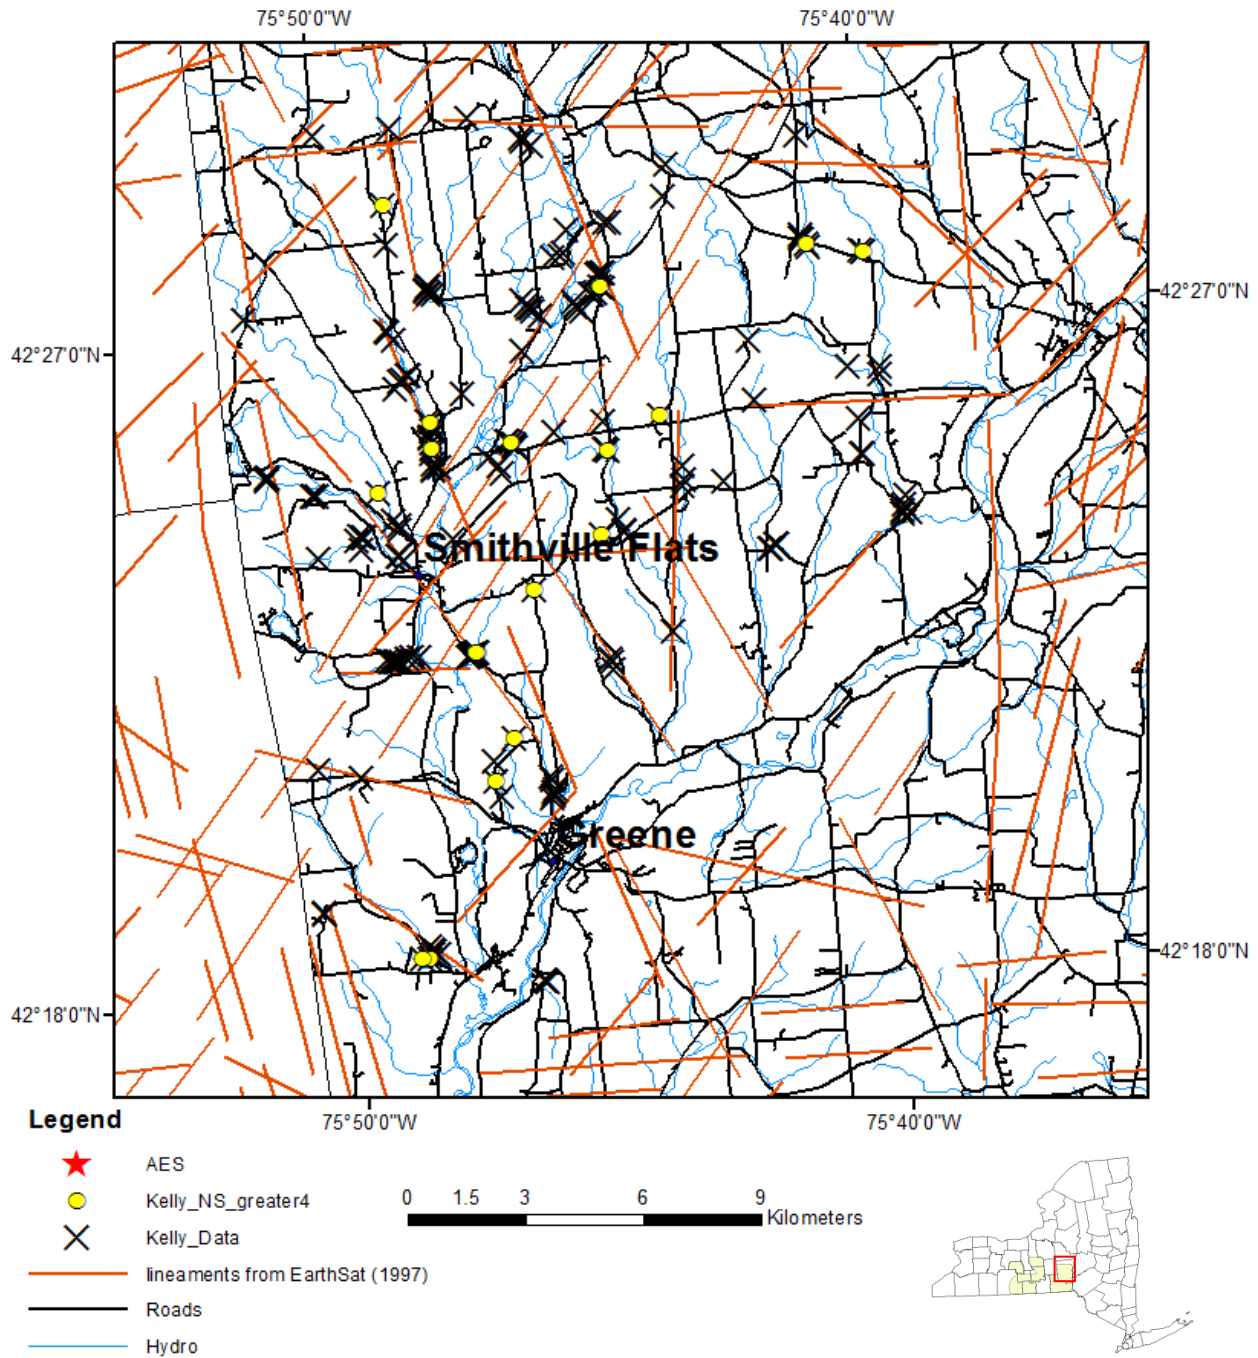 75°50'0"W 75°40'0"W
42°27'0"N
42°27'0"N
Smithville Flats
Greene
42°18'0"N
42°18'0"N
75°50'0"W 75°40'0"W
Legend
AES
Kelly_NS_greater4
Kelly_Data
lineaments from EarthSat (1997)
Roads
Hydro
0 1.5 3 6 9
Kilometers